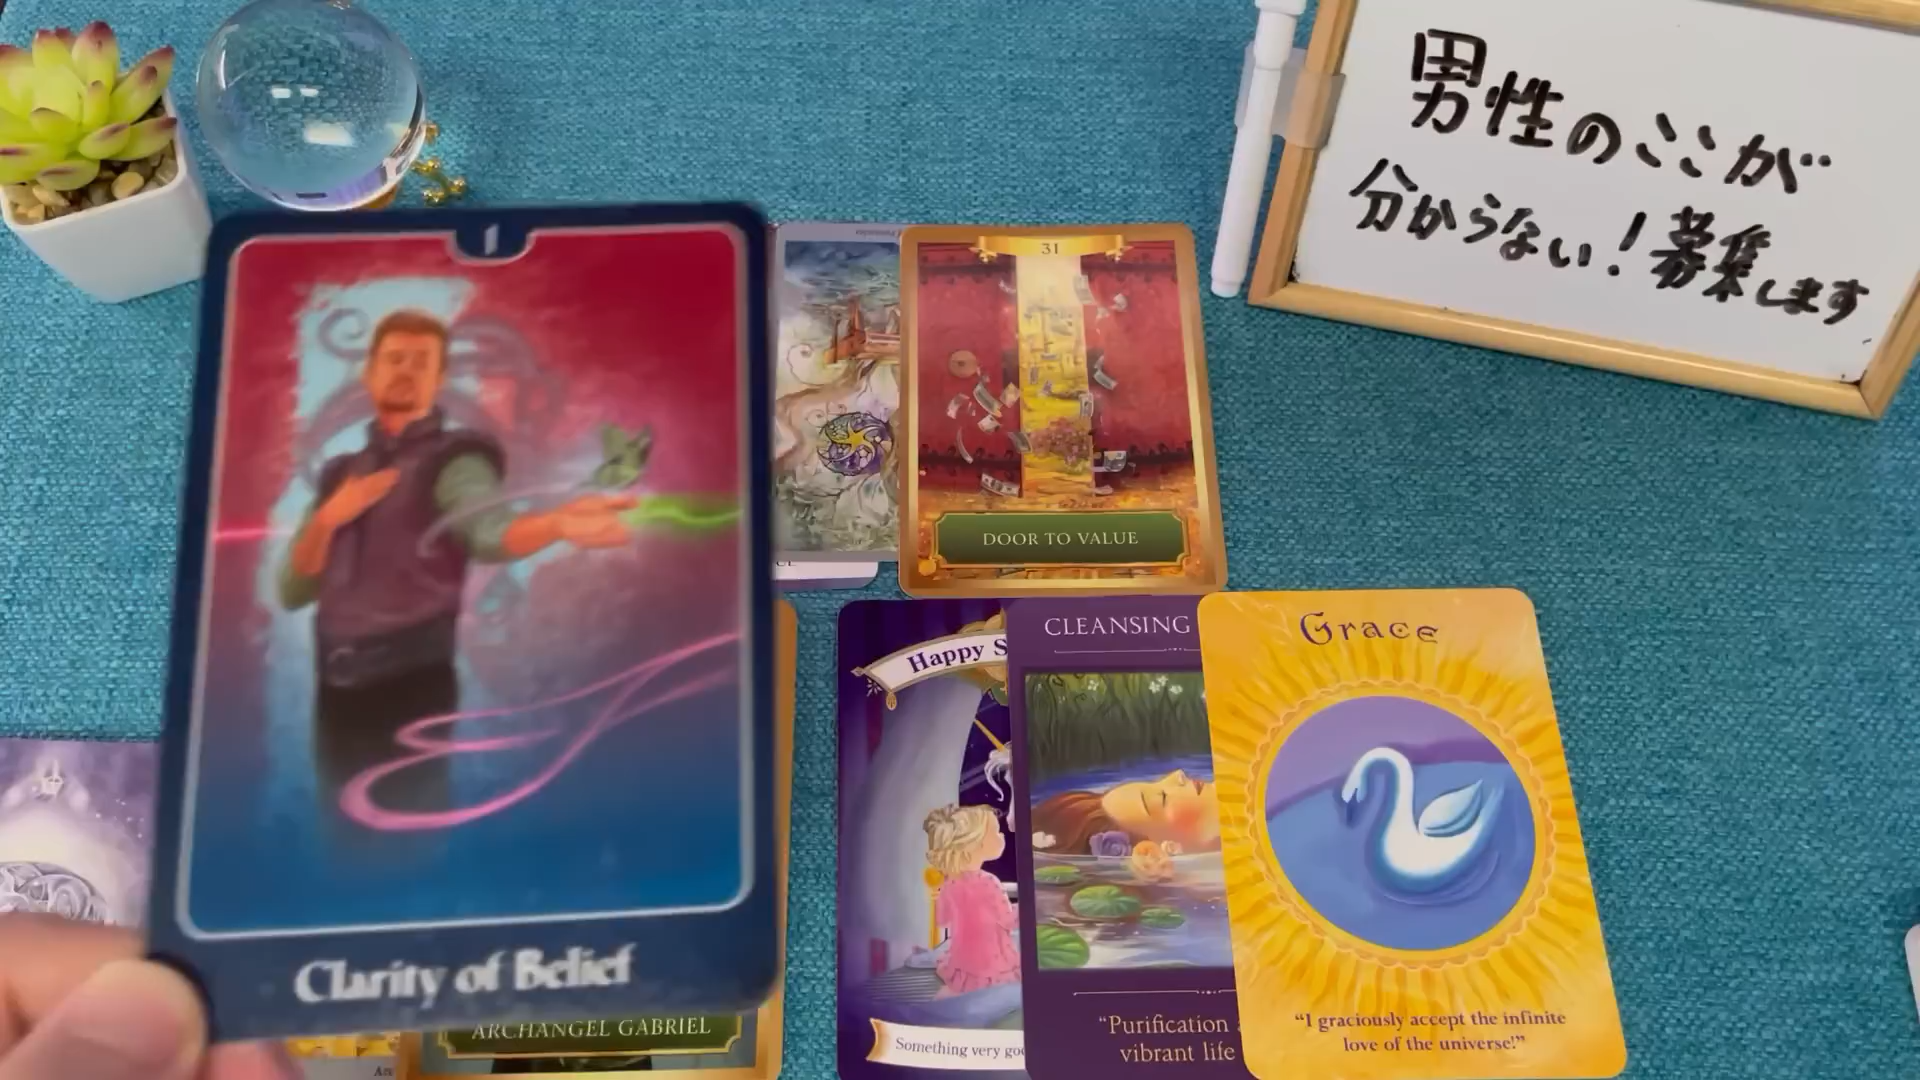 男性のここが
分からない!募集します
31
DOOR TO VALUE
1
Clarity of Belief
ARCHANGEL GABRIEL
Happy S
Something very goo
CLEANSING
"Purification
vibrant life
Grace
"I graciously accept the infinite
love of the universe!"